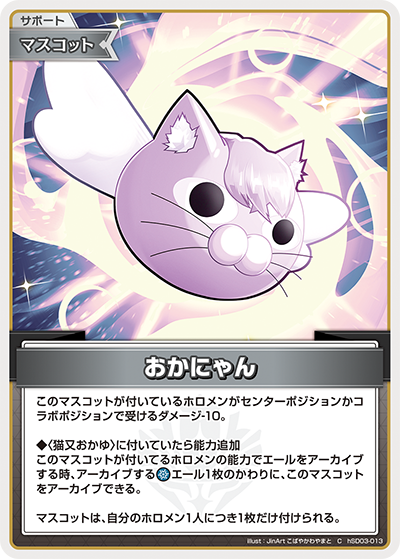 サポート
マスコット
おかにゃん
このマスコットが付いているホロメンがセンターポジションかコ
ラボポジションで受けるダメージ-10。
◆〈猫又おかゆ〉に付いていたら能力追加
このマスコットが付いてるホロメンの能力でエールをアーカイブ
する時、アーカイブするエール1枚のかわりに、このマスコット
をアーカイブできる。
マスコットは、自分のホロメン1人につき1枚だけ付けられる。
illust：JinArt こばやかわやまと C hSD03-013